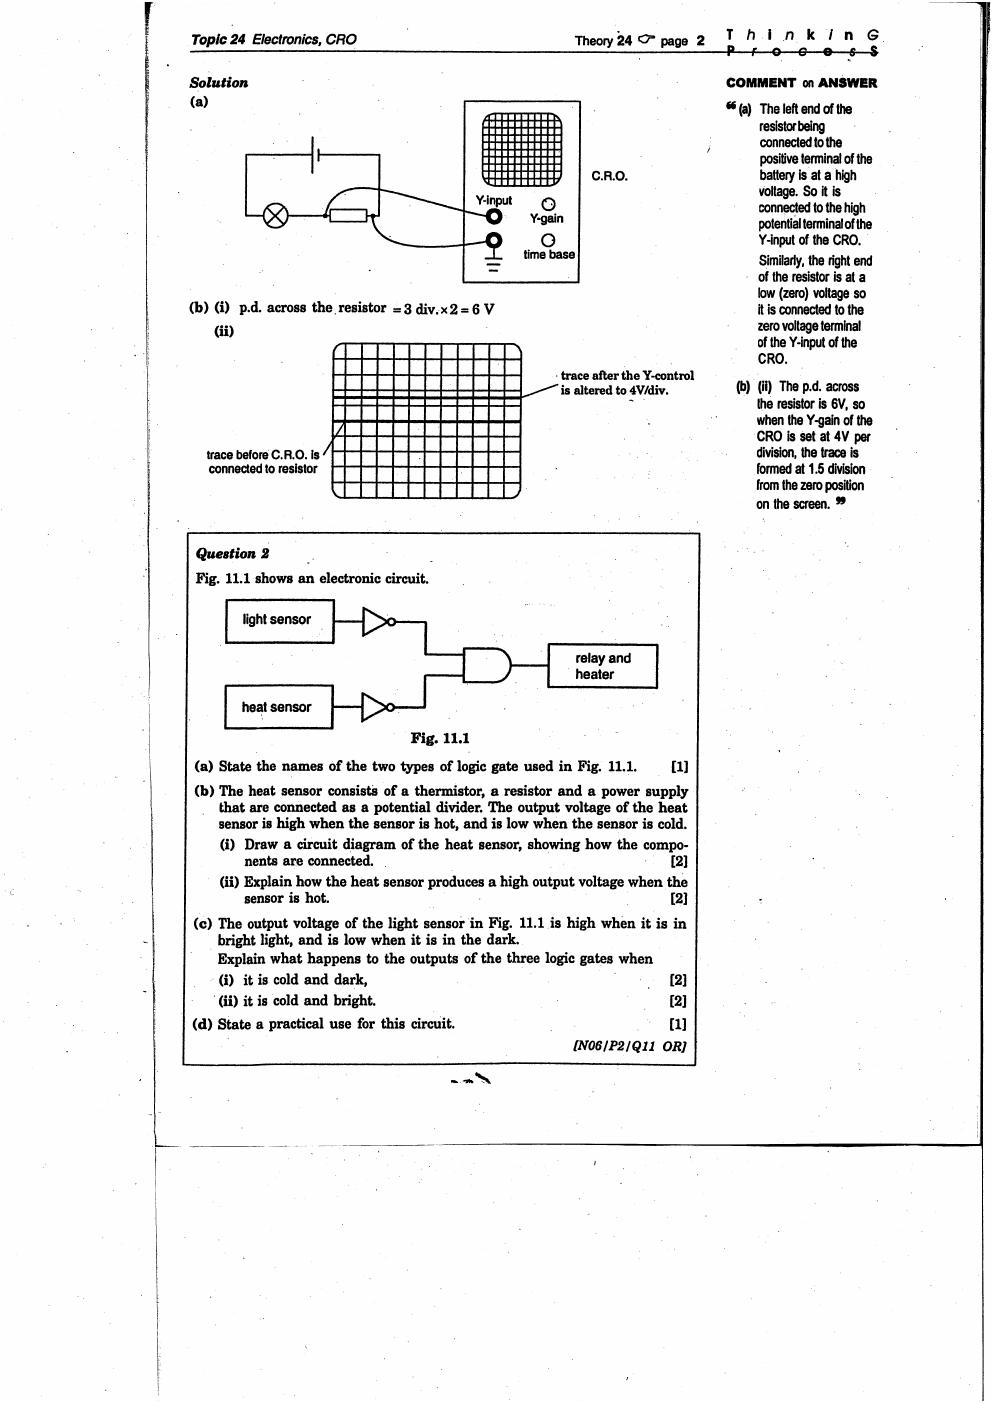 Topic 24 Electronics, CRO
Theory 24 ☞ page 2
T h i n k i n G
P r o c e s S
Solution
(a)
C.R.O.
Y-input
Y-gain
time base
(b) (i) p.d. across the resistor = 3 div. × 2 = 6 V
(ii)
trace after the Y-control
is altered to 4V/div.
trace before C.R.O. is
connected to resistor
COMMENT on ANSWER
❝ (a) The left end of the
resistor being
connected to the
positive terminal of the
battery is at a high
voltage. So it is
connected to the high
potential terminal of the
Y-input of the CRO.
Similarly, the right end
of the resistor is at a
low (zero) voltage so
it is connected to the
zero voltage terminal
of the Y-input of the
CRO.
(b) (ii) The p.d. across
the resistor is 6V, so
when the Y-gain of the
CRO is set at 4V per
division, the trace is
formed at 1.5 division
from the zero position
on the screen. ❞
Question 2
Fig. 11.1 shows an electronic circuit.
light sensor
relay and
heater
heat sensor
Fig. 11.1
(a) State the names of the two types of logic gate used in Fig. 11.1. [1]
(b) The heat sensor consists of a thermistor, a resistor and a power supply
that are connected as a potential divider. The output voltage of the heat
sensor is high when the sensor is hot, and is low when the sensor is cold.
(i) Draw a circuit diagram of the heat sensor, showing how the compo-
nents are connected. [2]
(ii) Explain how the heat sensor produces a high output voltage when the
sensor is hot. [2]
(c) The output voltage of the light sensor in Fig. 11.1 is high when it is in
bright light, and is low when it is in the dark.
Explain what happens to the outputs of the three logic gates when
(i) it is cold and dark, [2]
(ii) it is cold and bright. [2]
(d) State a practical use for this circuit. [1]
[N06/P2/Q11 OR]